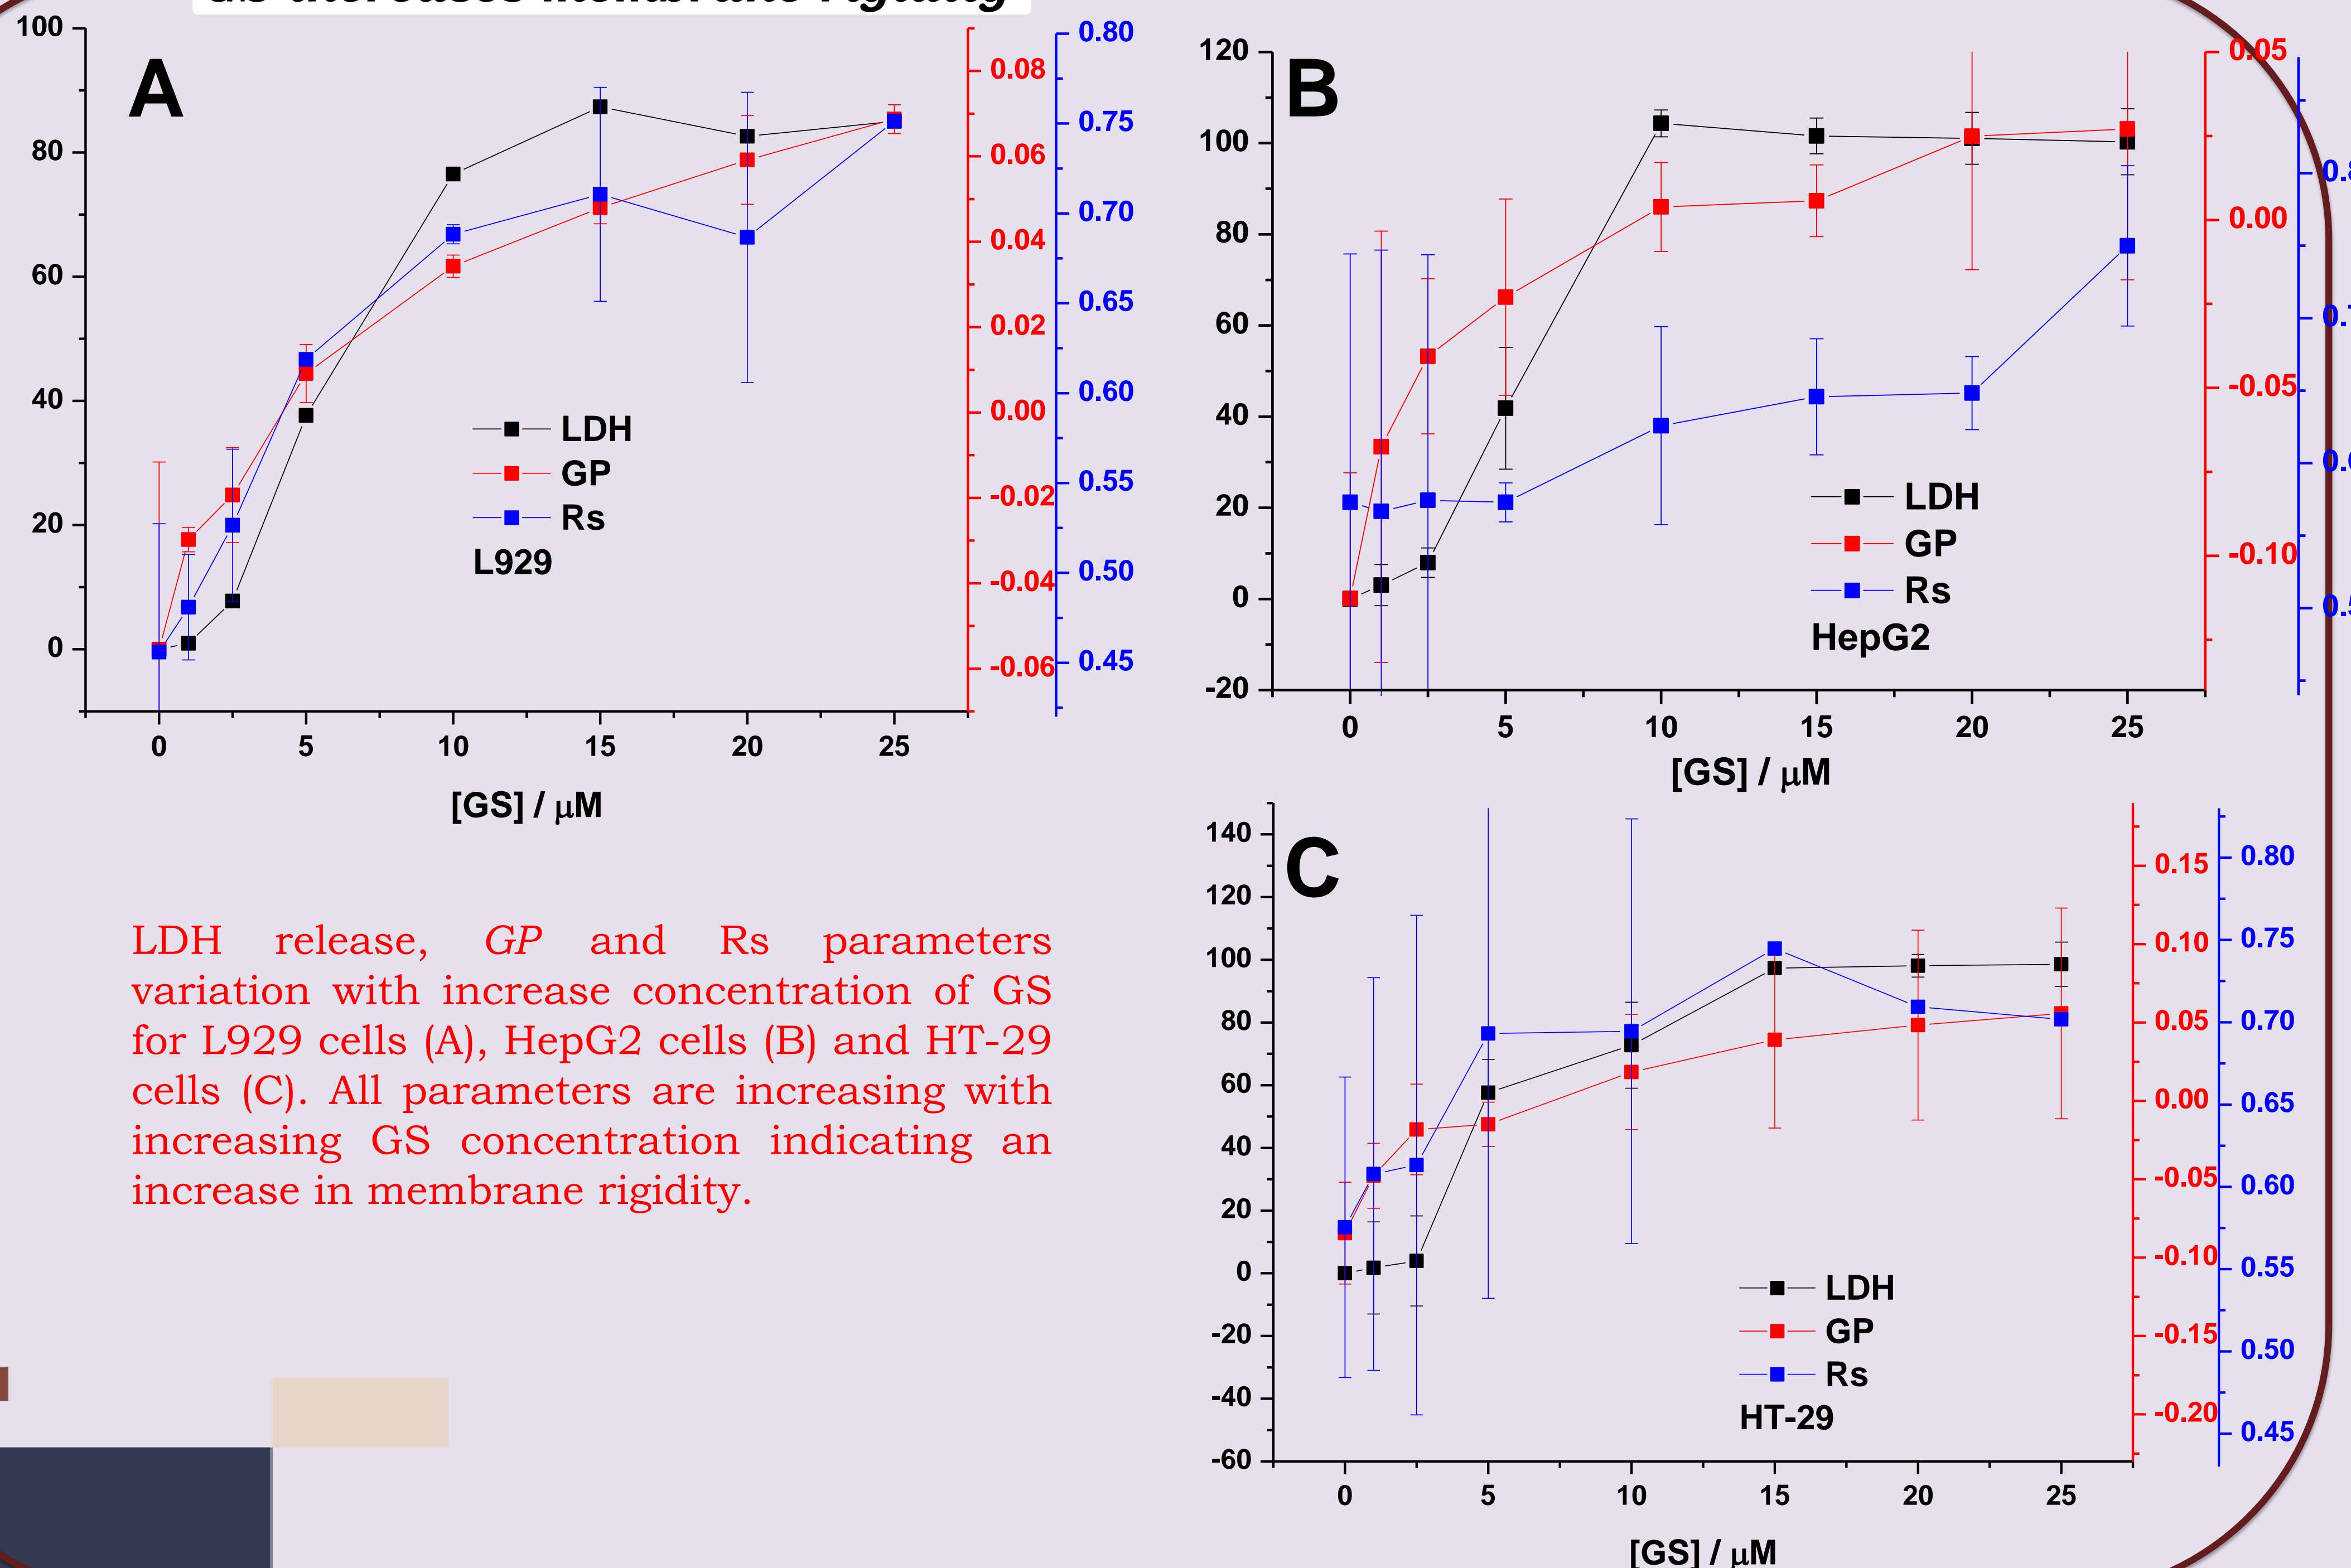 GS increases membrane rigidity
A
100
80
60
40
20
0
0 5 10 15 20 25
[GS] / μM
0.08
0.06
0.04
0.02
0.00
-0.02
-0.04
-0.06
0.80
0.75
0.70
0.65
0.60
0.55
0.50
0.45
LDH
GP
Rs
L929
B
120
100
80
60
40
20
0
-20
0 5 10 15 20 25
[GS] / μM
0.05
0.00
-0.05
-0.10
LDH
GP
Rs
HepG2
LDH release, GP and Rs parameters
variation with increase concentration of GS
for L929 cells (A), HepG2 cells (B) and HT-29
cells (C). All parameters are increasing with
increasing GS concentration indicating an
increase in membrane rigidity.
C
140
120
100
80
60
40
20
0
-20
-40
-60
0 5 10 15 20 25
[GS] / μM
0.15
0.10
0.05
0.00
-0.05
-0.10
-0.15
-0.20
0.80
0.75
0.70
0.65
0.60
0.55
0.50
0.45
LDH
GP
Rs
HT-29